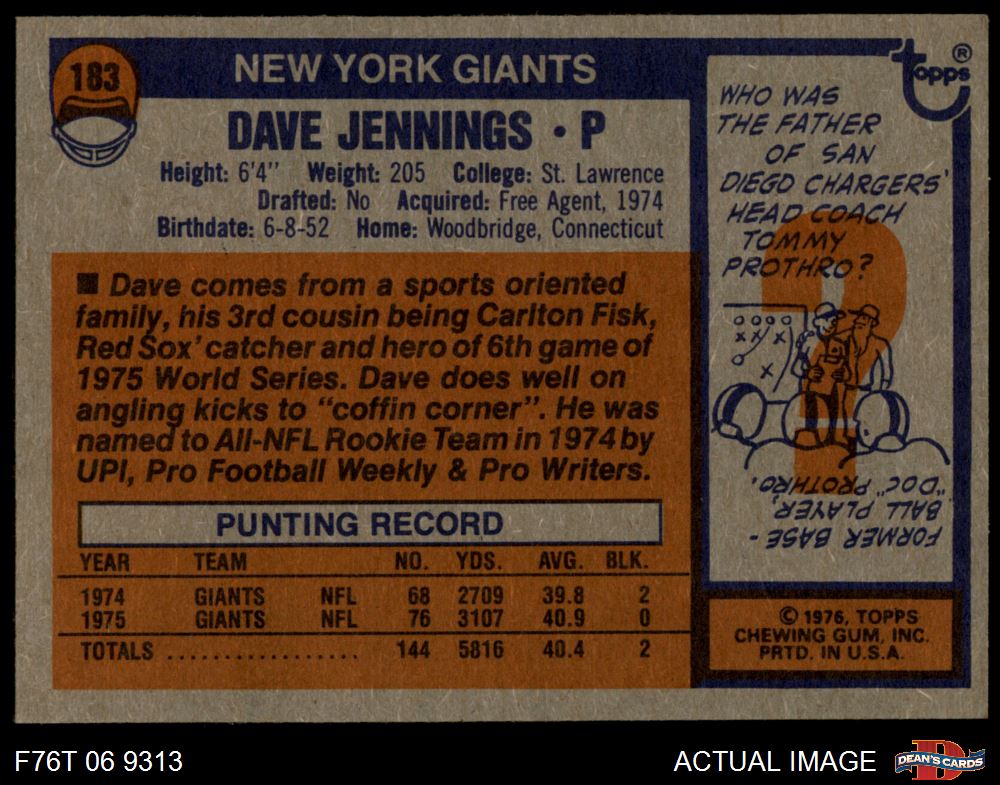 183
NEW YORK GIANTS
DAVE JENNINGS • P
Height: 6'4" Weight: 205 College: St. Lawrence
Drafted: No Acquired: Free Agent, 1974
Birthdate: 6-8-52 Home: Woodbridge, Connecticut
■ Dave comes from a sports oriented
family, his 3rd cousin being Carlton Fisk,
Red Sox' catcher and hero of 6th game of
1975 World Series. Dave does well on
angling kicks to "coffin corner". He was
named to All-NFL Rookie Team in 1974 by
UPI, Pro Football Weekly & Pro Writers.
PUNTING RECORD
YEAR TEAM NO. YDS. AVG. BLK.
1974 GIANTS NFL 68 2709 39.8 2
1975 GIANTS NFL 76 3107 40.9 0
TOTALS .................. 144 5816 40.4 2
Topps®
WHO WAS
THE FATHER
OF SAN
DIEGO CHARGERS'
HEAD COACH
TOMMY
PROTHRO?
?
FORMER BASE-
BALL PLAYER,
"DOC" PROTHRO.
© 1976, TOPPS
CHEWING GUM, INC.
PRTD. IN U.S.A.
F76T 06 9313
ACTUAL IMAGE
D
DEAN'S CARDS